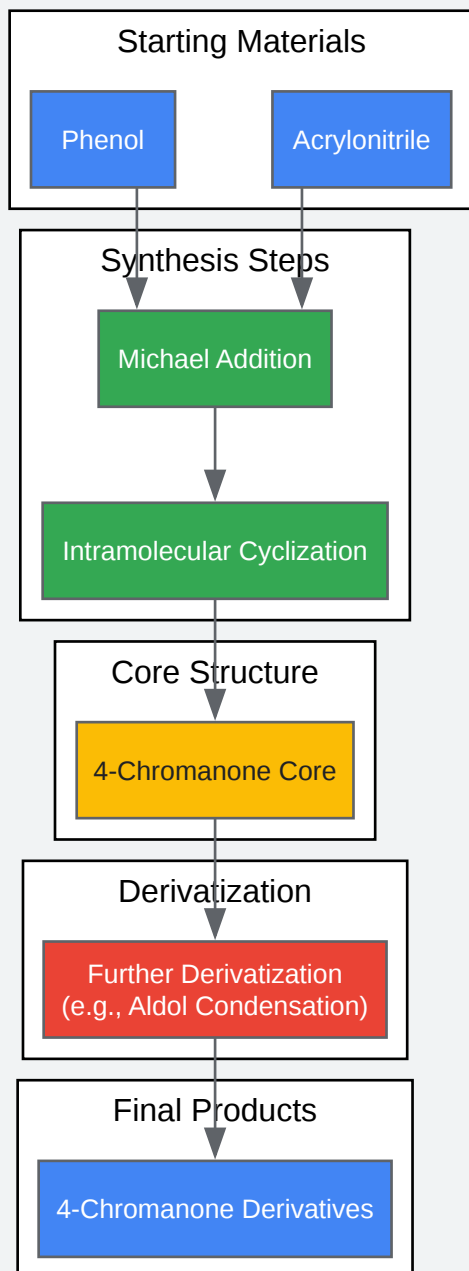 Starting Materials
Phenol
Acrylonitrile
Synthesis Steps
Michael Addition
Intramolecular Cyclization
Core Structure
4-Chromanone Core
Derivatization
Further Derivatization
(e.g., Aldol Condensation)
Final Products
4-Chromanone Derivatives